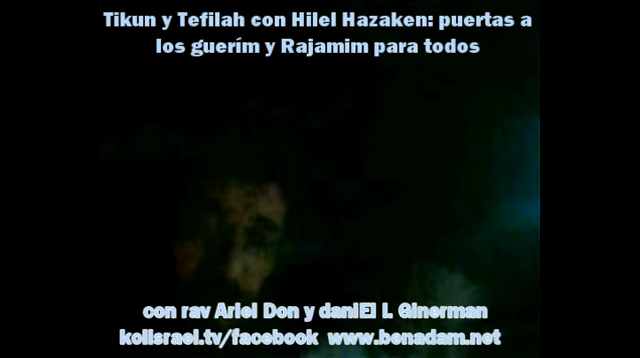 Tikun y Tefilah con Hilel Hazaken: puertas a
los guerím y Rajamim para todos
con rav Ariel Don y daniEl I. Ginerman
kolisrael.tv/facebook www.benadam.net